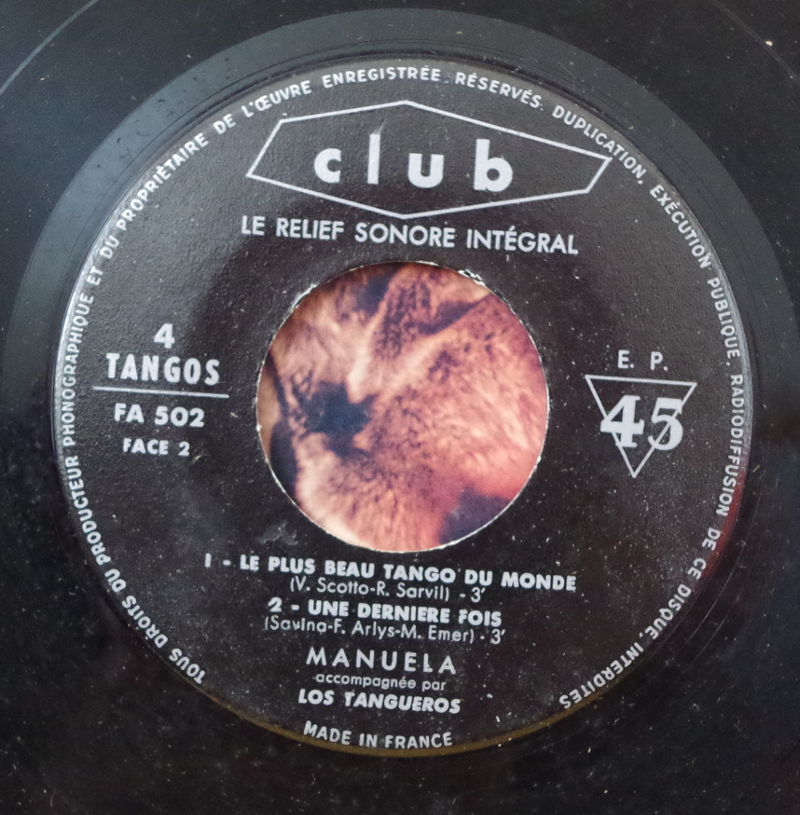 TOUS DROITS DU PRODUCTEUR PHONOGRAPHIQUE ET DU PROPRIÉTAIRE DE L'ŒUVRE ENREGISTRÉE. RÉSERVÉS. DUPLICATION, EXÉCUTION PUBLIQUE, RADIODIFFUSION DE CE DISQUE, INTERDITES
club
LE RELIEF SONORE INTÉGRAL
4
TANGOS
FA 502
FACE 2
E. P.
45
1 - LE PLUS BEAU TANGO DU MONDE
(V. Scotto-R. Sarvil) - 3'
2 - UNE DERNIERE FOIS
(Savina-F. Arlys-M. Emer) - 3'
MANUELA
accompagnée par
LOS TANGUEROS
MADE IN FRANCE